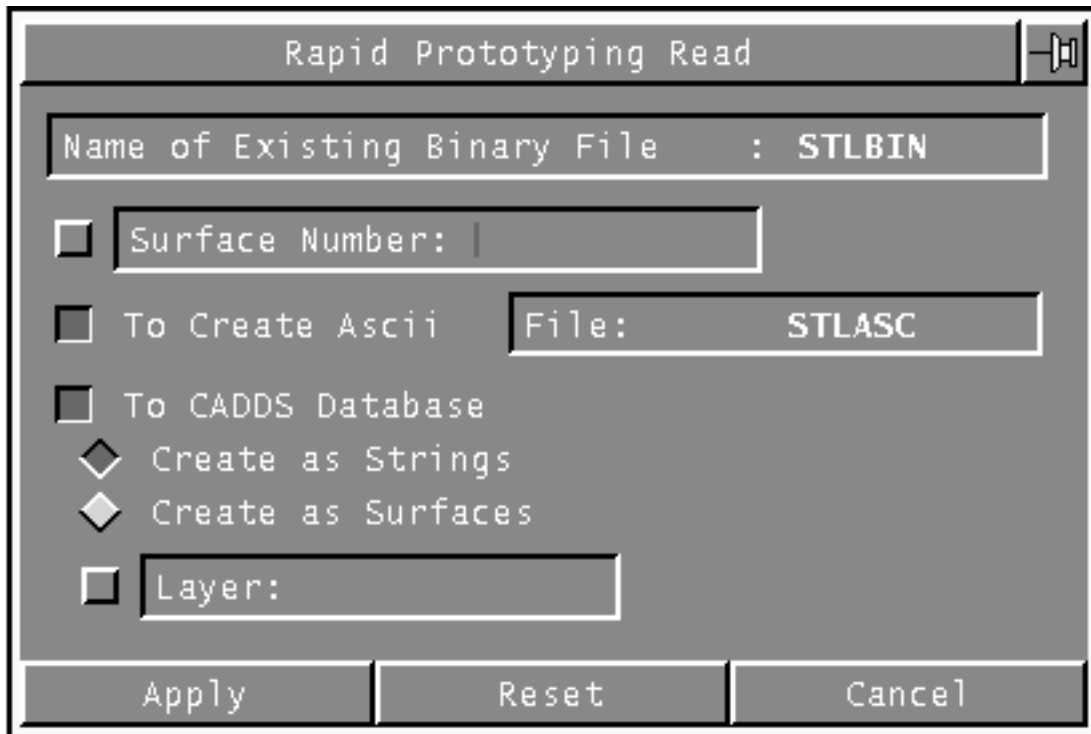 Rapid Prototyping Read
Name of Existing Binary File : STLBIN
Surface Number:
To Create Ascii File: STLASC
To CADDS Database
Create as Strings
Create as Surfaces
Layer:
Apply Reset Cancel